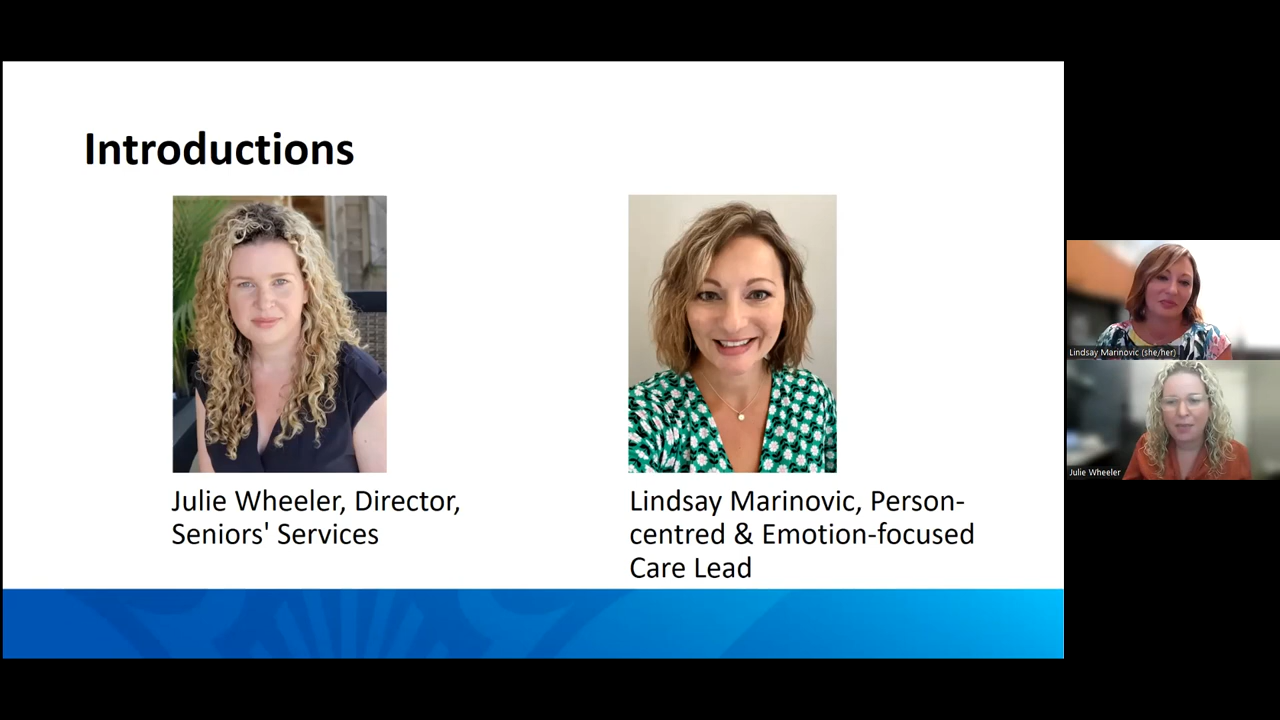 Introductions
Julie Wheeler, Director,
Seniors' Services
Lindsay Marinovic, Person-
centred & Emotion-focused
Care Lead
Lindsay Marinovic (she/her)
Julie Wheeler